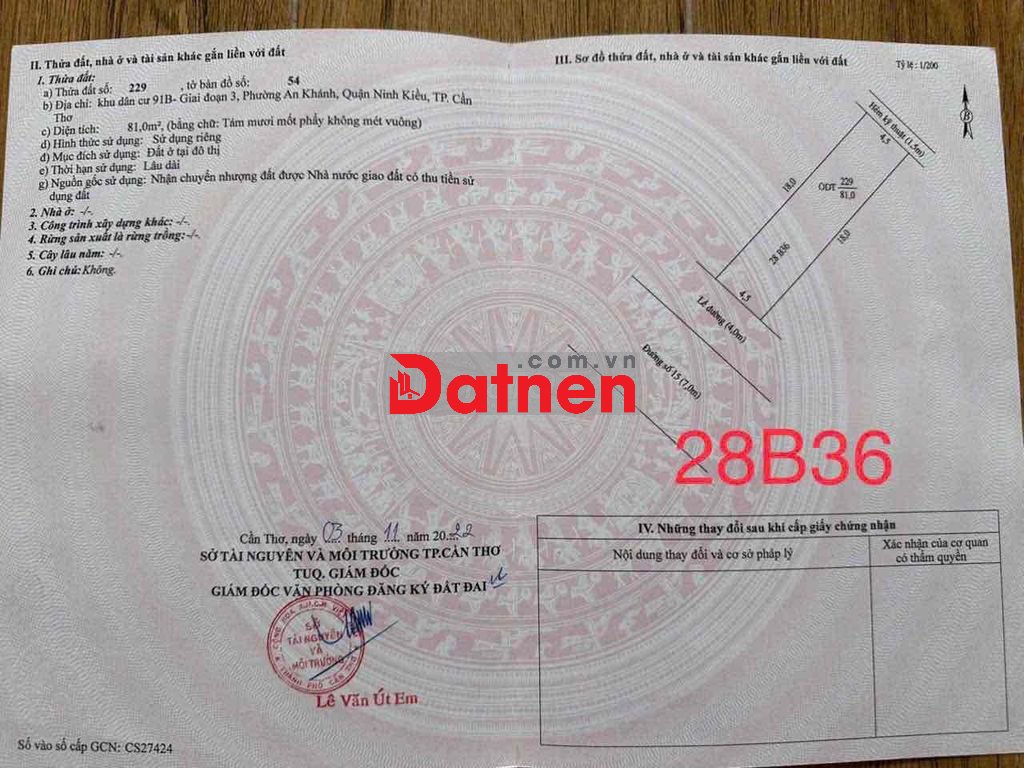 II. Thửa đất, nhà ở và tài sản khác gắn liền với đất
1. Thửa đất:
a) Thửa đất số: 229 , tờ bản đồ số: 54
b) Địa chỉ: khu dân cư 91B- Giai đoạn 3, Phường An Khánh, Quận Ninh Kiều, TP. Cần
Thơ
c) Diện tích: 81,0m², (bằng chữ: Tám mươi mốt phẩy không mét vuông)
d) Hình thức sử dụng: Sử dụng riêng
đ) Mục đích sử dụng: Đất ở tại đô thị
e) Thời hạn sử dụng: Lâu dài
g) Nguồn gốc sử dụng: Nhận chuyển nhượng đất được Nhà nước giao đất có thu tiền sử
dụng đất
2. Nhà ở: -/-.
3. Công trình xây dựng khác: -/-.
4. Rừng sản xuất là rừng trồng: -/-.
5. Cây lâu năm: -/-.
6. Ghi chú: Không.
Cần Thơ, ngày 03 tháng 11 năm 2022
SỞ TÀI NGUYÊN VÀ MÔI TRƯỜNG TP.CẦN THƠ
TUQ. GIÁM ĐỐC
GIÁM ĐỐC VĂN PHÒNG ĐĂNG KÝ ĐẤT ĐAI
SỞ
TÀI NGUYÊN
VÀ
MÔI TRƯỜNG
Lê Văn Út Em
Số vào sổ cấp GCN: CS27424
III. Sơ đồ thửa đất, nhà ở và tài sản khác gắn liền với đất
Tỷ lệ: 1/200
B
Hẻm kỹ thuật (1,5m)
4,5
18,0
ODT 229
81,0
18,0
28 B36
4,5
Lề đường (4,0m)
Đường số 15 (7,0m)
Datnen.com.vn
28B36
IV. Những thay đổi sau khi cấp giấy chứng nhận
Nội dung thay đổi và cơ sở pháp lý
Xác nhận của cơ quan
có thẩm quyền